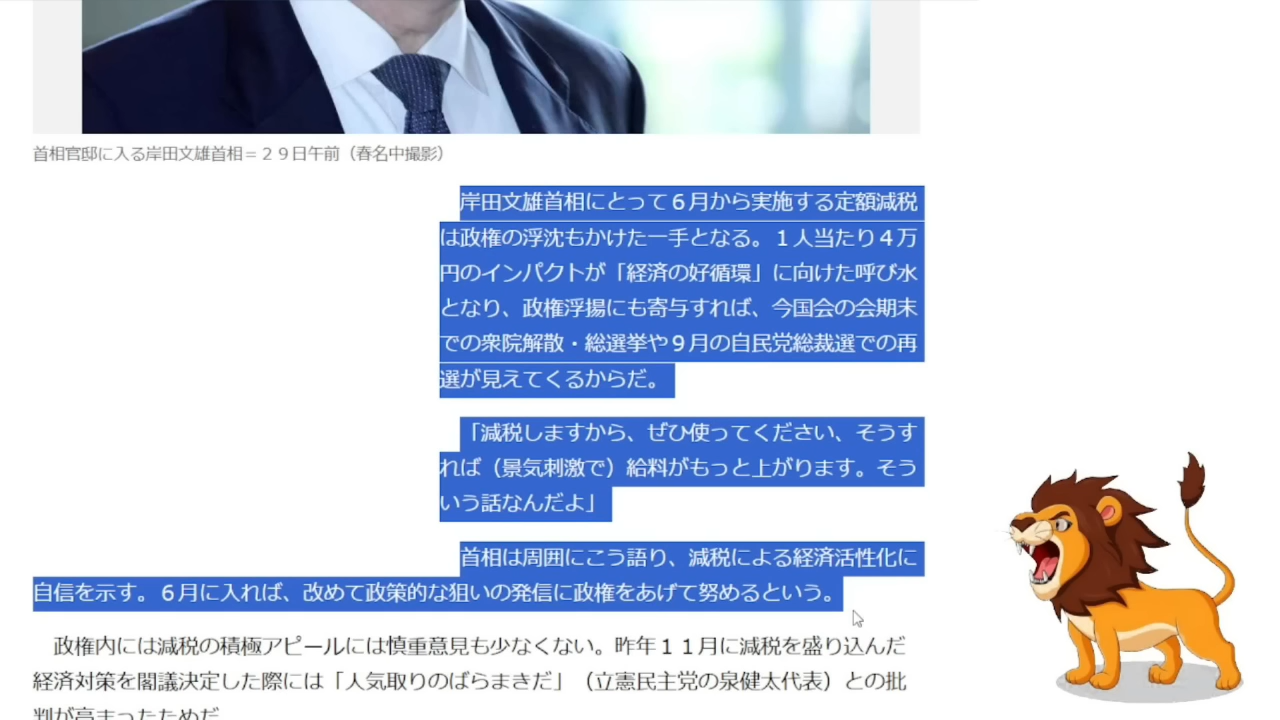 首相官邸に入る岸田文雄首相＝２９日午前（春名中撮影）
岸田文雄首相にとって６月から実施する定額減税
は政権の浮沈もかけた一手となる。１人当たり４万
円のインパクトが「経済の好循環」に向けた呼び水
となり、政権浮揚にも寄与すれば、今国会の会期末
での衆院解散・総選挙や９月の自民党総裁選での再
選が見えてくるからだ。
「減税しますから、ぜひ使ってください、そうす
れば（景気刺激で）給料がもっと上がります。そう
いう話なんだよ」
首相は周囲にこう語り、減税による経済活性化に
自信を示す。６月に入れば、改めて政策的な狙いの発信に政権をあげて努めるという。
政権内には減税の積極アピールには慎重意見も少なくない。昨年１１月に減税を盛り込んだ
経済対策を閣議決定した際には「人気取りのばらまきだ」（立憲民主党の泉健太代表）との批
判が高まったためだ